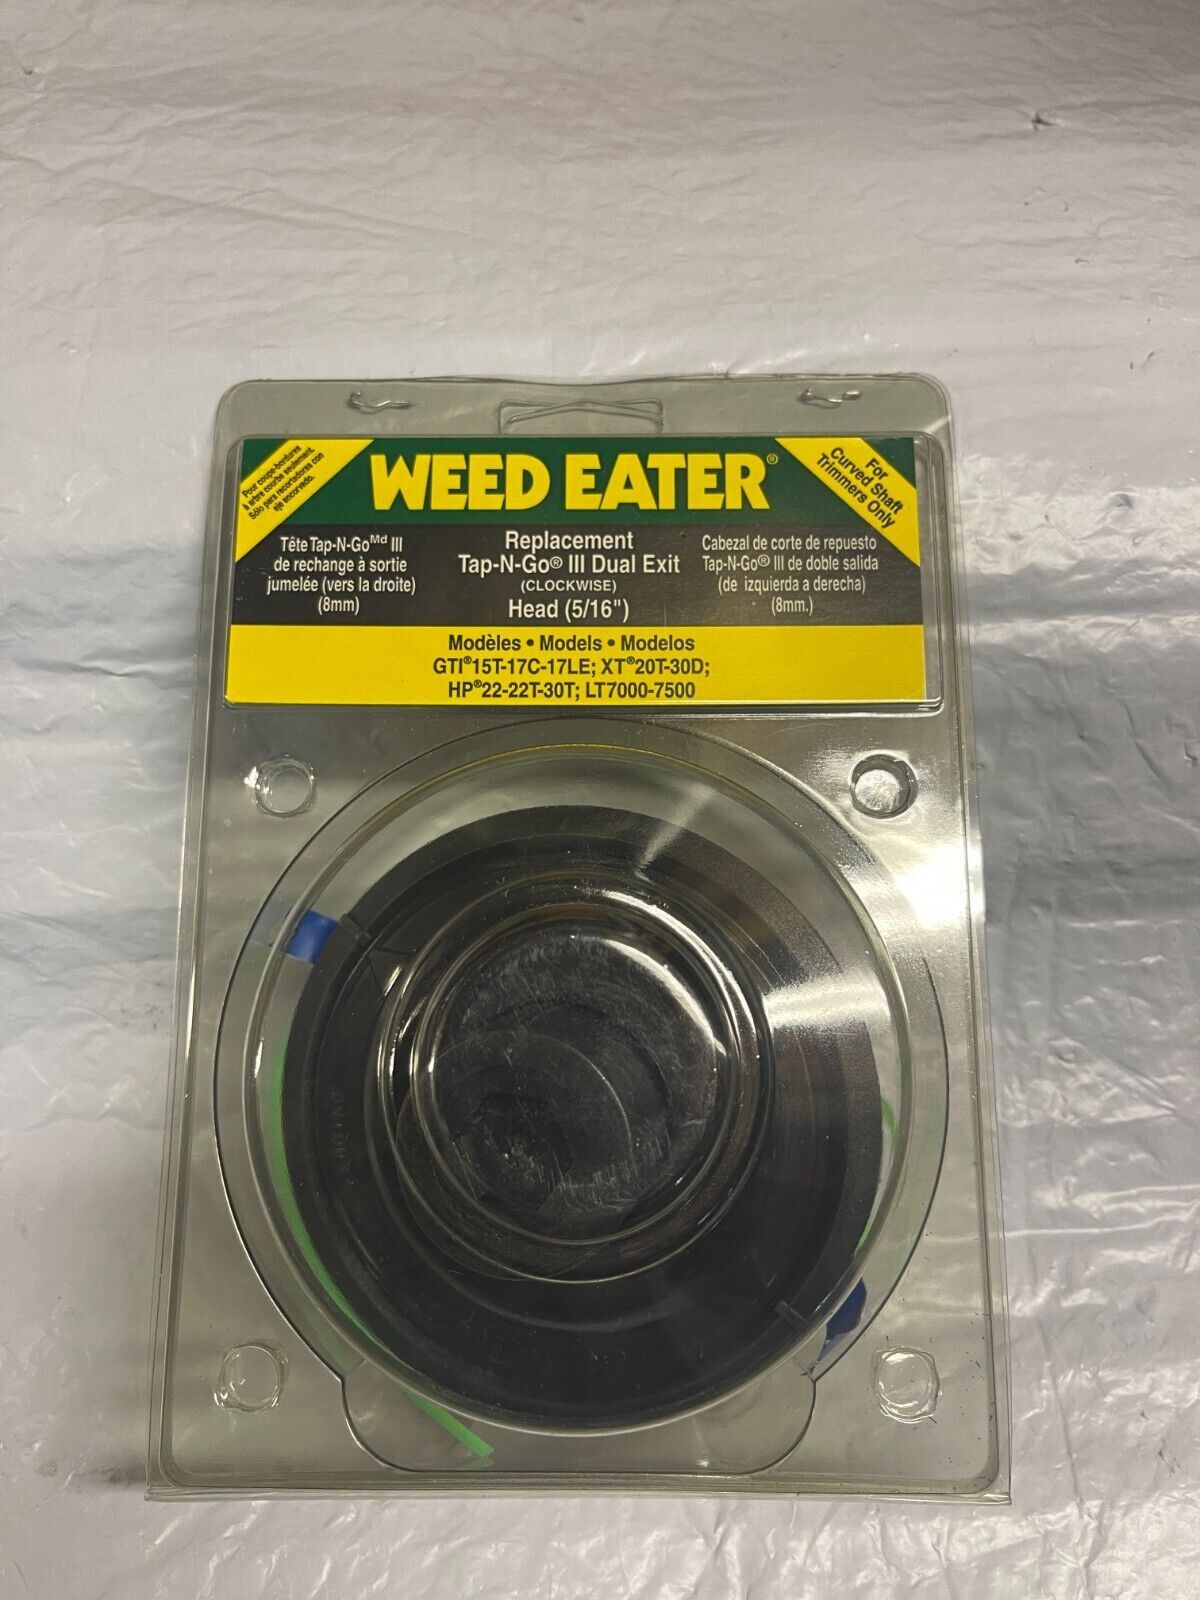 Pour coupe-bordures
à arbre courbe seulement.
Sólo para recortadoras con
eje encorvado.
WEED EATER®
For
Curved Shaft
Trimmers Only
Tête Tap-N-Go Md III
de rechange à sortie
jumelée (vers la droite)
(8mm)
Replacement
Tap-N-Go® III Dual Exit
(CLOCKWISE)
Head (5/16")
Cabezal de corte de repuesto
Tap-N-Go® III de doble salida
(de izquierda a derecha)
(8mm.)
Modèles • Models • Modelos
GTI®15T-17C-17LE; XT®20T-30D;
HP®22-22T-30T; LT7000-7500